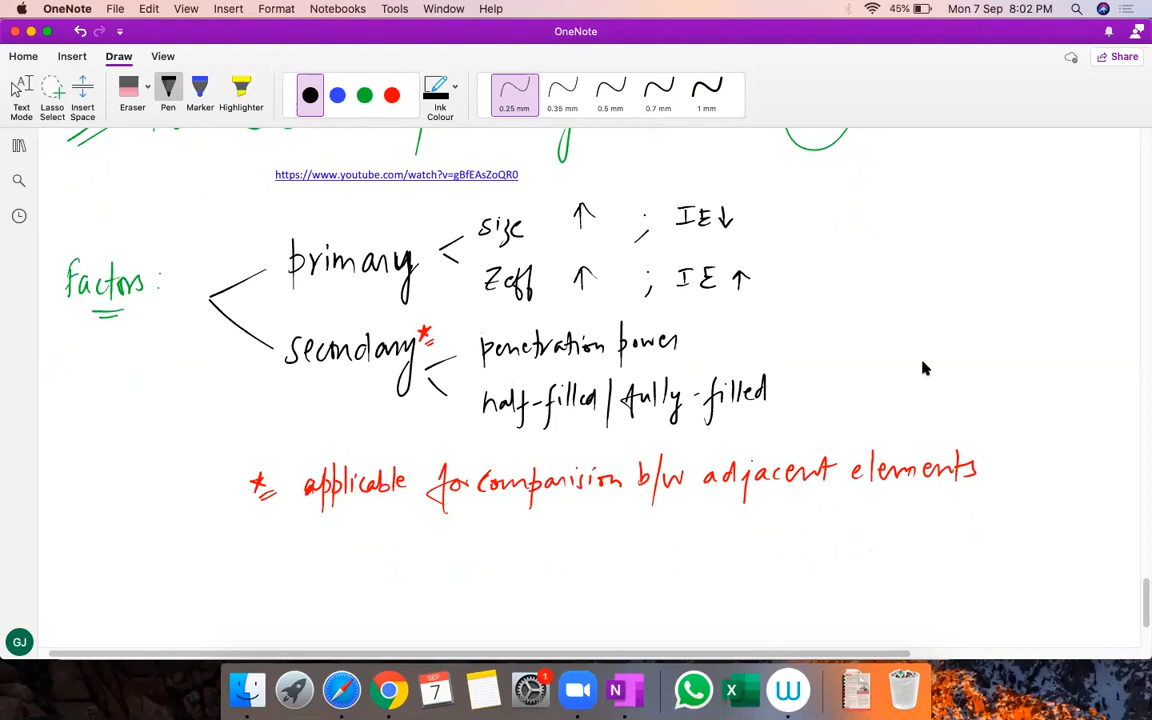 OneNote File Edit View Insert Format Notebooks Tools Window Help 45% Mon 7 Sep 8:02 PM
OneNote
Home Insert Draw View Share
Text Mode Lasso Select Insert Space Eraser Pen Marker Highlighter Ink Colour 0.25 mm 0.35 mm 0.5 mm 0.7 mm 1 mm
https://www.youtube.com/watch?v=gBfEAsZoQR0
size ↑ ; IE↓
primary
Factors: Zeff ↑ ; IE ↑
secondary* penetration power
half-filled/fully-filled
* applicable for comparision b/w adjacent elements
GJ
SEP
7
1